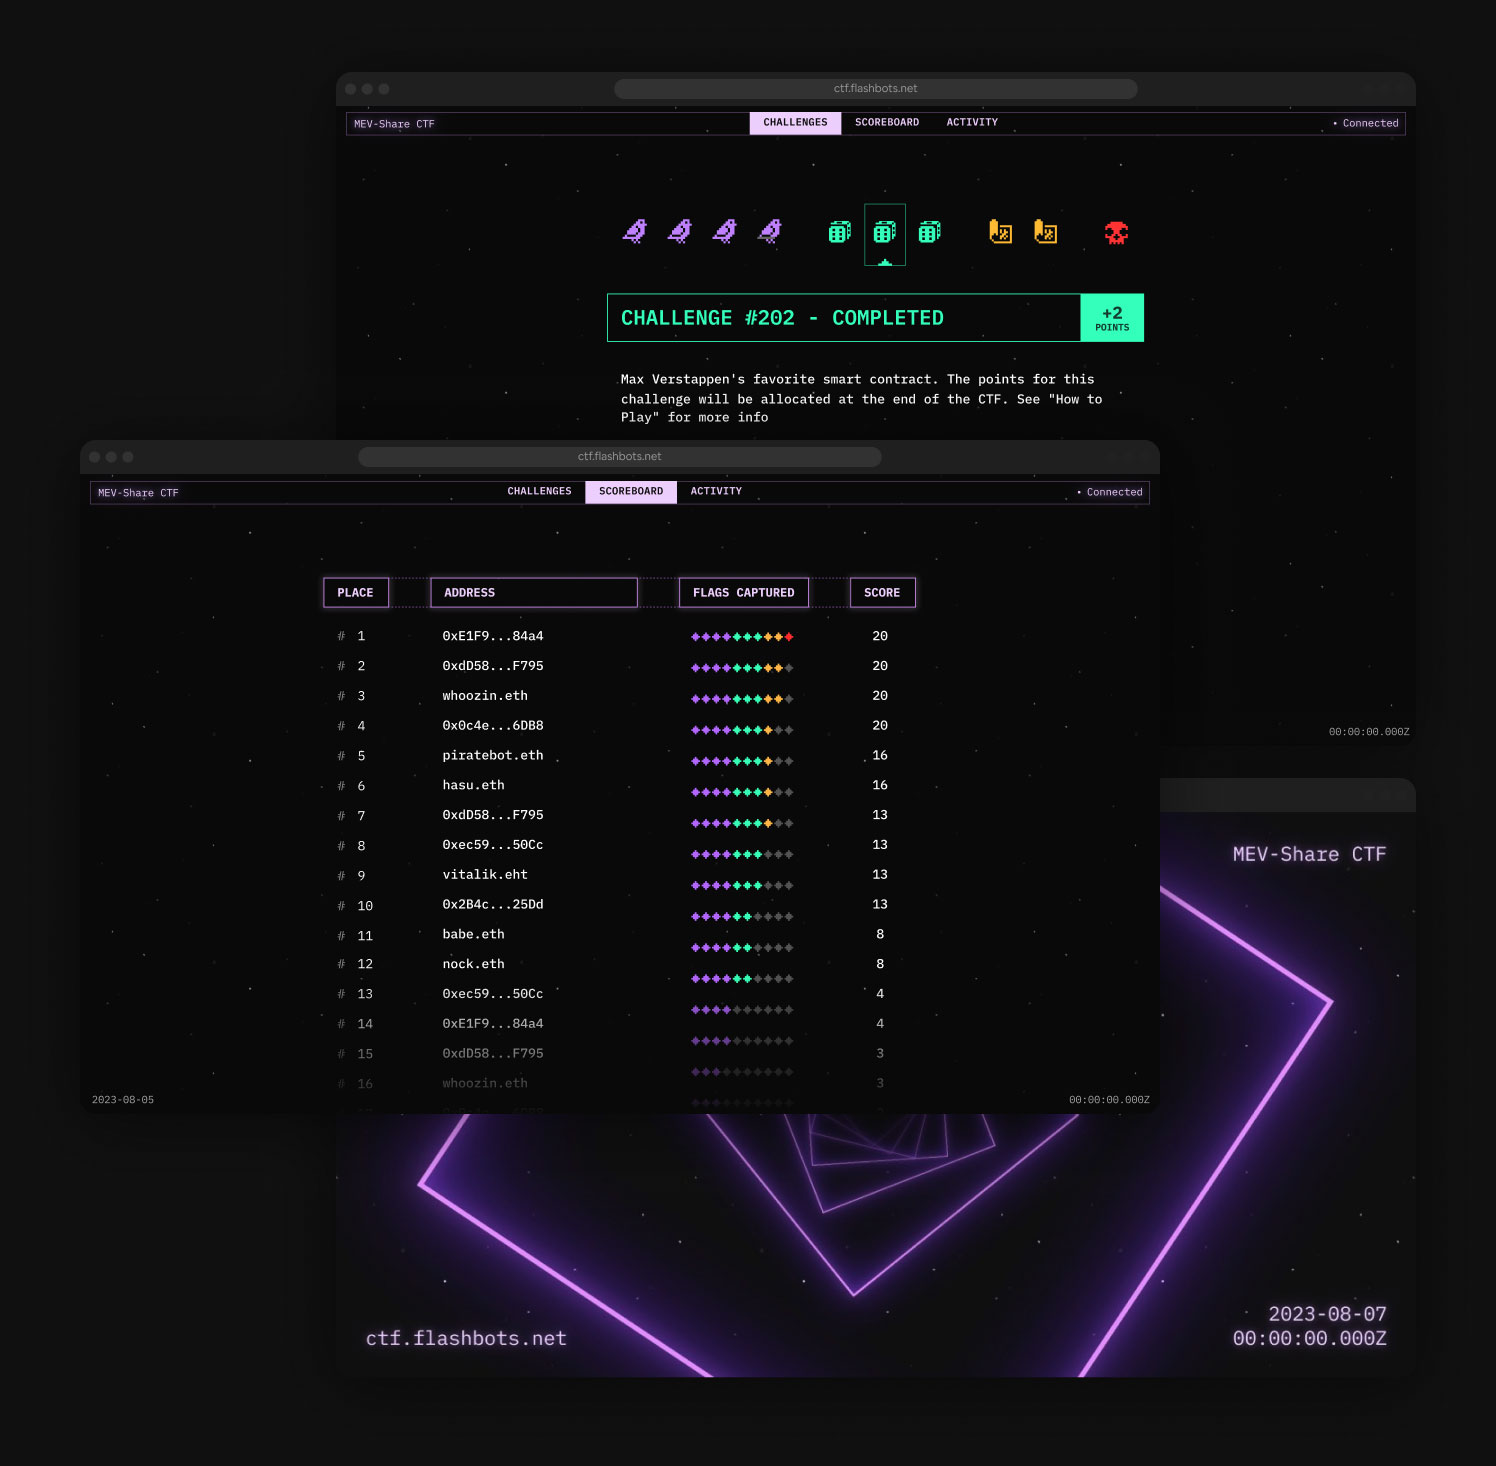 ctf.flashbots.net
MEV-Share CTF CHALLENGES SCOREBOARD ACTIVITY • Connected
CHALLENGE #202 - COMPLETED +2 POINTS
Max Verstappen's favorite smart contract. The points for this
challenge will be allocated at the end of the CTF. See "How to
Play" for more info
00:00:00.000Z
ctf.flashbots.net
MEV-Share CTF CHALLENGES SCOREBOARD ACTIVITY • Connected
PLACE ADDRESS FLAGS CAPTURED SCORE
# 1 0xE1F9...84a4 20
# 2 0xdD58...F795 20
# 3 whoozin.eth 20
# 4 0x0c4e...6DB8 20
# 5 piratebot.eth 16
# 6 hasu.eth 16
# 7 0xdD58...F795 13
# 8 0xec59...50Cc 13
# 9 vitalik.eht 13
# 10 0x2B4c...25Dd 13
# 11 babe.eth 8
# 12 nock.eth 8
# 13 0xec59...50Cc 4
# 14 0xE1F9...84a4 4
# 15 0xdD58...F795 3
# 16 whoozin.eth 3
2023-08-05 00:00:00.000Z
MEV-Share CTF
ctf.flashbots.net
2023-08-07
00:00:00.000Z